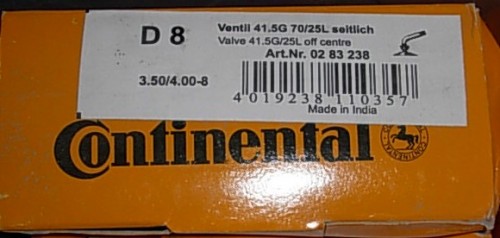 D 8
Ventil 41.5G 70/25L seitlich
Valve 41.5G/25L off centre
Art.Nr. 02 83 238
3.50/4.00-8
4 019238 110357
Made in India
Continental
CONTINENTAL